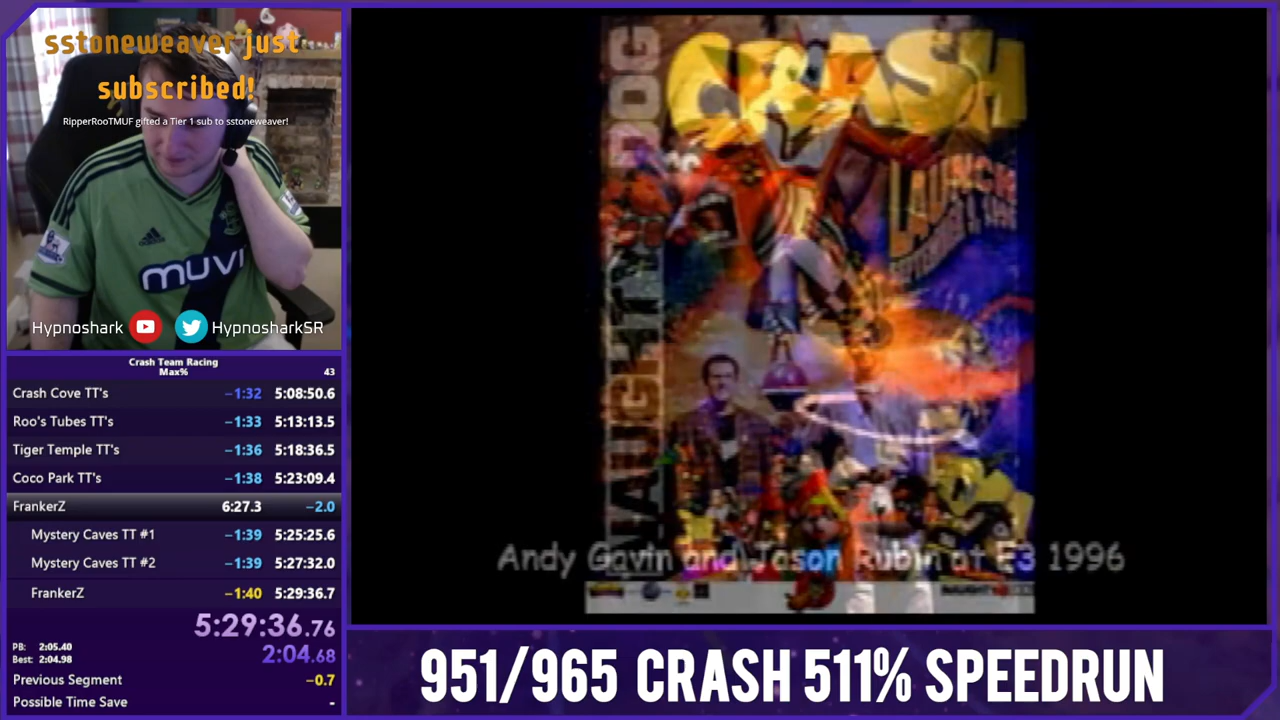 sstoneweaver just
subscribed!
RipperRooTMUF gifted a Tier 1 sub to sstoneweaver!
adidas
muvi
Hypnoshark
HypnosharkSR
Crash Team Racing
Max%
43
Crash Cove TT's −1:32 5:08:50.6
Roo's Tubes TT's −1:33 5:13:13.5
Tiger Temple TT's −1:36 5:18:36.5
Coco Park TT's −1:38 5:23:09.4
FrankerZ 6:27.3 −2.0
Mystery Caves TT #1 −1:39 5:25:25.6
Mystery Caves TT #2 −1:39 5:27:32.0
FrankerZ −1:40 5:29:36.7
5:29:36.76
PB: 2:05.40
Best: 2:04.98
2:04.68
Previous Segment −0.7
Possible Time Save -
CRASH
NAUGHTY DOG
LAUNCH
Andy Gavin and Jason Rubin at E3 1996
951/965 CRASH 511% SPEEDRUN